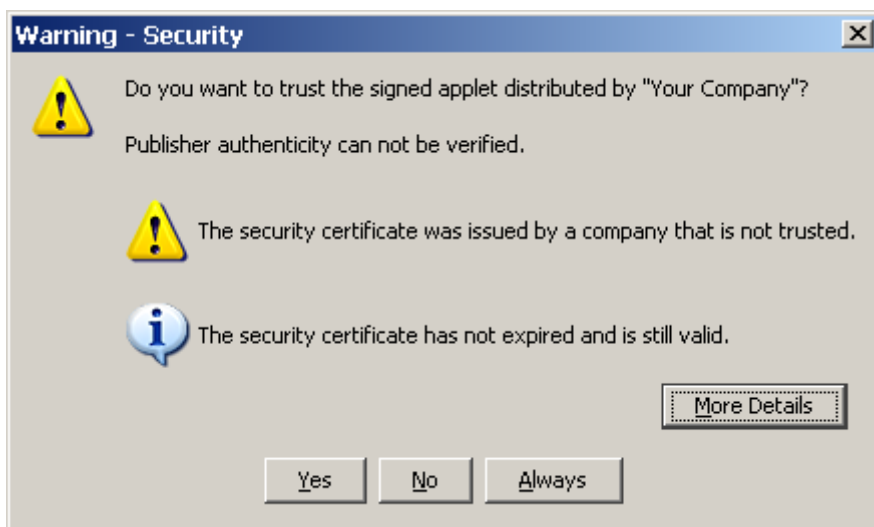 Warning - Security
Do you want to trust the signed applet distributed by "Your Company"?
Publisher authenticity can not be verified.
The security certificate was issued by a company that is not trusted.
The security certificate has not expired and is still valid.
More Details
Yes No Always